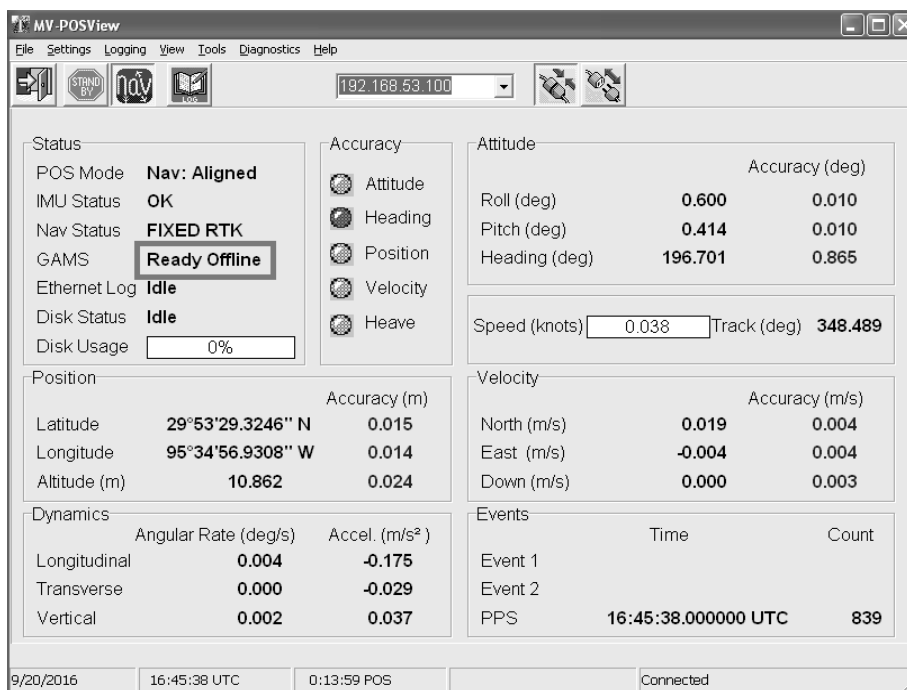 MV-POSView
File Settings Logging View Tools Diagnostics Help
STAND BY nav LOG 192.168.53.100
Status
POS Mode Nav: Aligned
IMU Status OK
Nav Status FIXED RTK
GAMS Ready Offline
Ethernet Log Idle
Disk Status Idle
Disk Usage 0%
Accuracy
Attitude
Heading
Position
Velocity
Heave
Attitude
Accuracy (deg)
Roll (deg) 0.600 0.010
Pitch (deg) 0.414 0.010
Heading (deg) 196.701 0.865
Speed (knots) 0.038 Track (deg) 348.489
Position
Accuracy (m)
Latitude 29°53'29.3246" N 0.015
Longitude 95°34'56.9308" W 0.014
Altitude (m) 10.862 0.024
Velocity
Accuracy (m/s)
North (m/s) 0.019 0.004
East (m/s) -0.004 0.004
Down (m/s) 0.000 0.003
Dynamics
Angular Rate (deg/s) Accel. (m/s²)
Longitudinal 0.004 -0.175
Transverse 0.000 -0.029
Vertical 0.002 0.037
Events
Time Count
Event 1
Event 2
PPS 16:45:38.000000 UTC 839
9/20/2016 16:45:38 UTC 0:13:59 POS Connected